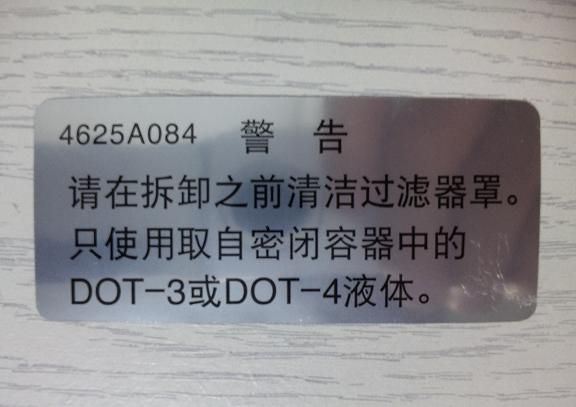 4625A084 警 告
请在拆卸之前清洁过滤器罩。
只使用取自密闭容器中的
DOT-3或DOT-4液体。